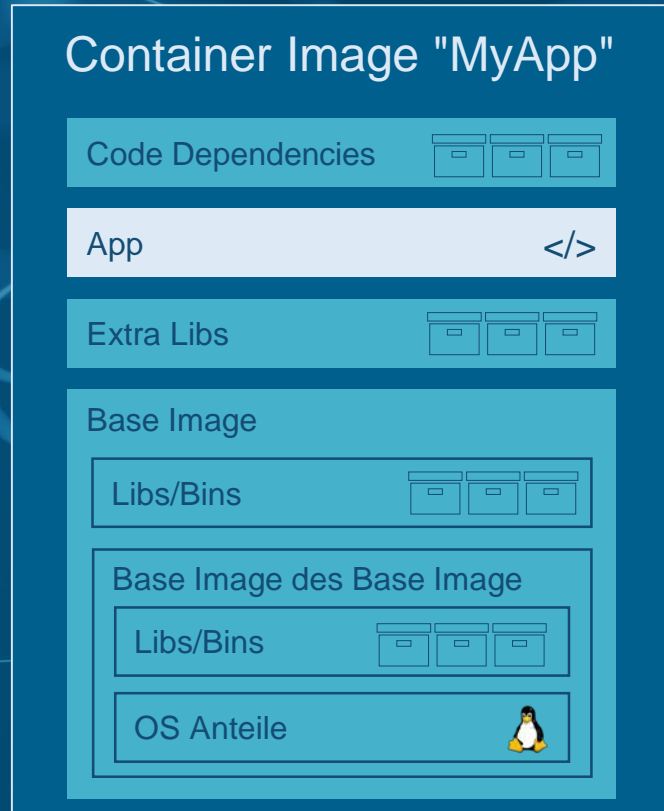 Container Image "MyApp"
Code Dependencies
App </>
Extra Libs
Base Image
Libs/Bins
Base Image des Base Image
Libs/Bins
OS Anteile